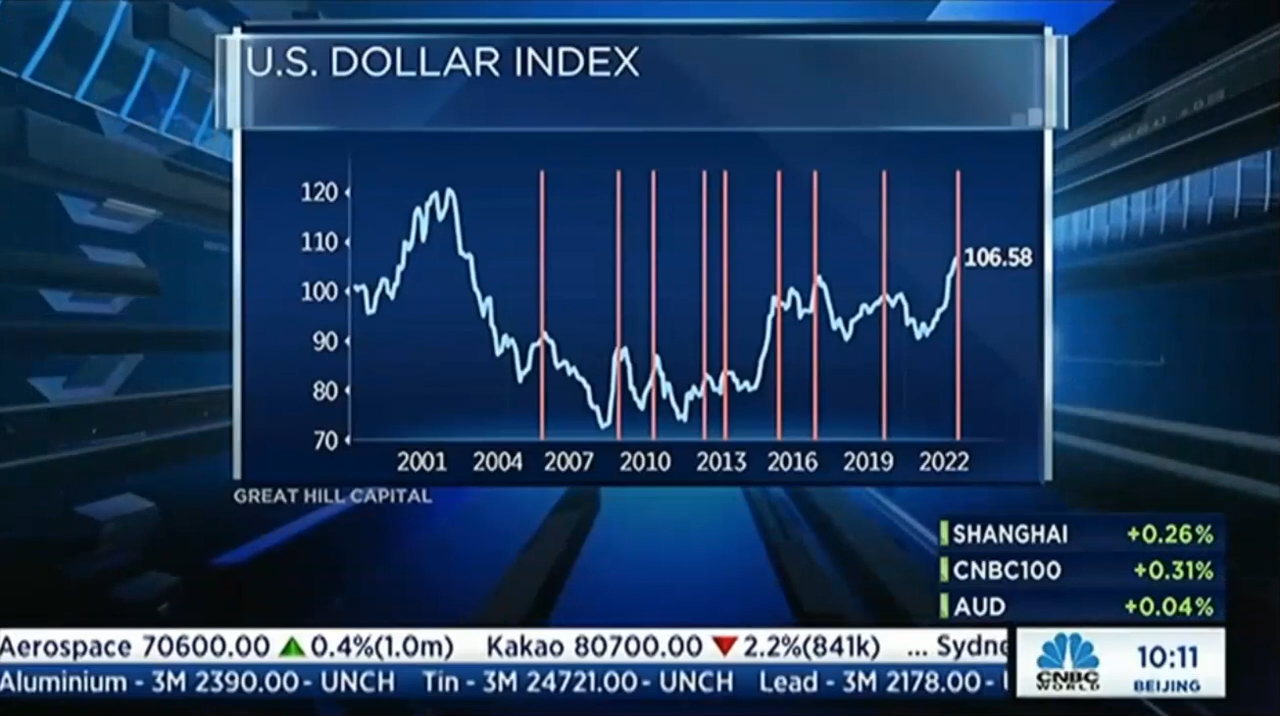 U.S. DOLLAR INDEX
120
110
100
90
80
70
106.58
2001 2004 2007 2010 2013 2016 2019 2022
GREAT HILL CAPITAL
SHANGHAI +0.26%
CNBC100 +0.31%
AUD +0.04%
Aerospace 70600.00 ▲ 0.4%(1.0m) Kakao 80700.00 ▼ 2.2%(841k) ... Sydne
Aluminium - 3M 2390.00 - UNCH Tin - 3M 24721.00 - UNCH Lead - 3M 2178.00 -
CNBC
WORLD
10:11
BEIJING